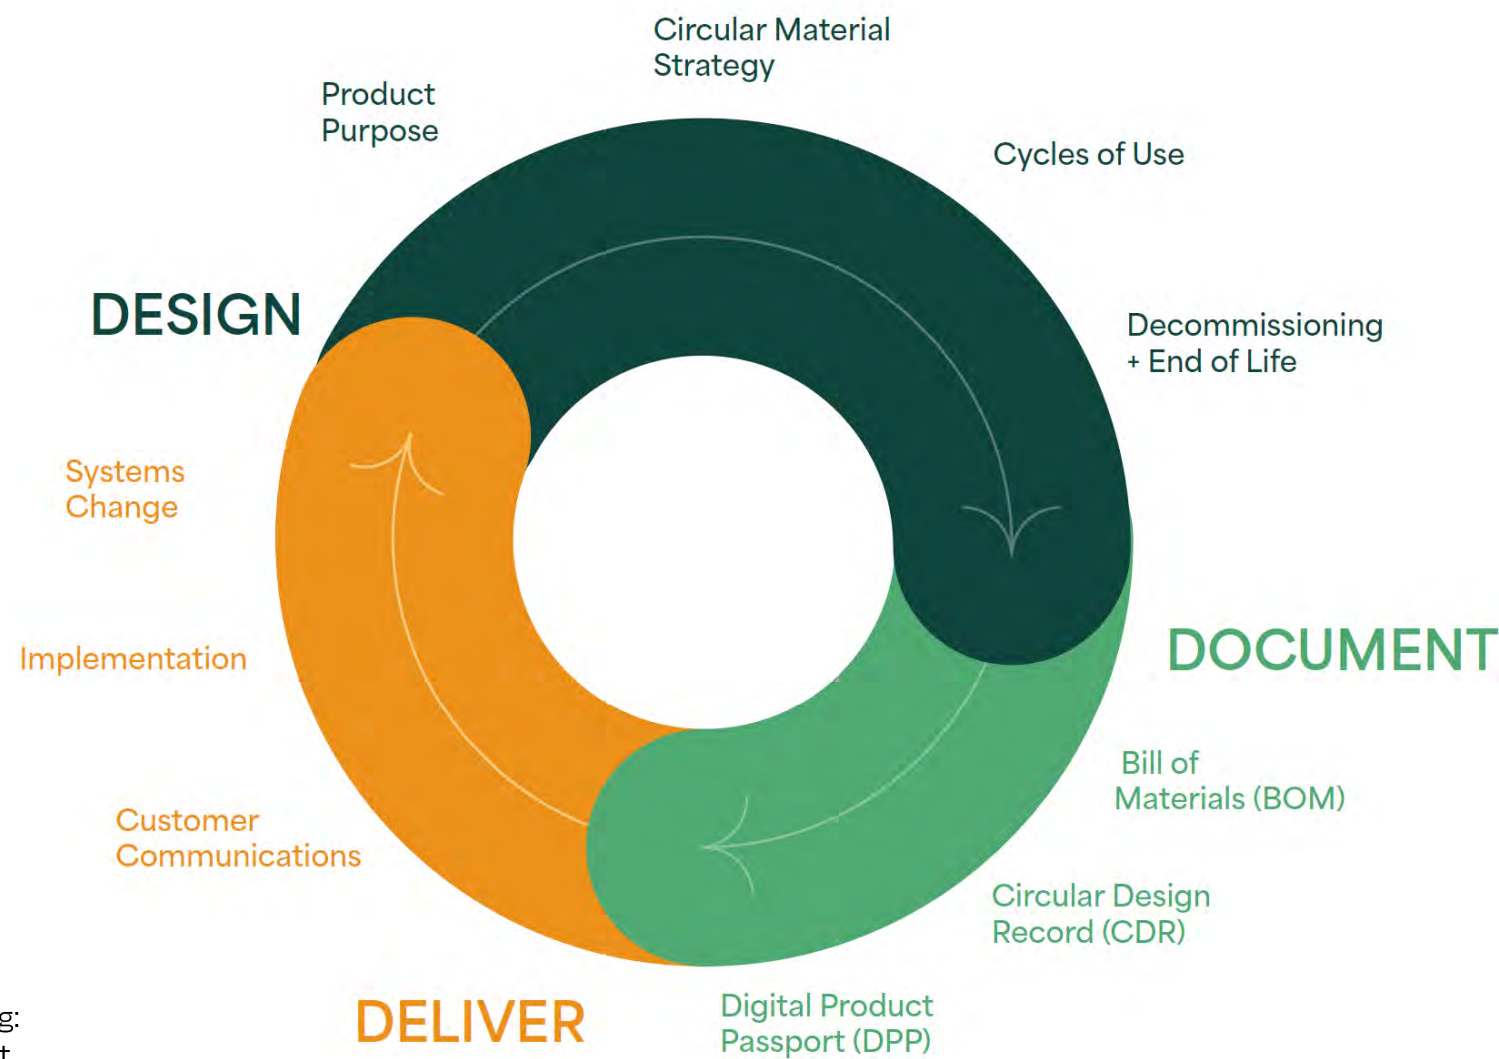 Circular Material
Strategy
Product
Purpose
Cycles of Use
DESIGN
Decommissioning
+ End of Life
Systems
Change
DOCUMENT
Implementation
Bill of
Materials (BOM)
Customer
Communications
Circular Design
Record (CDR)
DELIVER
Digital Product
Passport (DPP)
g:
t